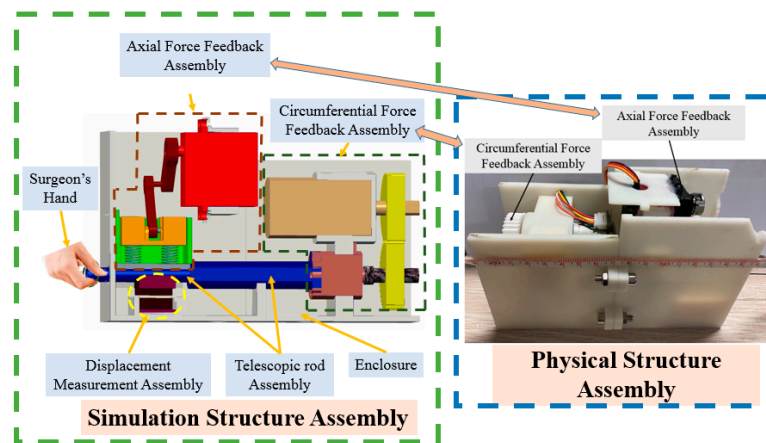 Axial Force Feedback
Assembly
Circumferential Force
Feedback Assembly
Surgeon's
Hand
Displacement
Measurement Assembly
Telescopic rod
Assembly
Enclosure
Simulation Structure Assembly
Axial Force Feedback
Assembly
Circumferential Force
Feedback Assembly
Physical Structure
Assembly